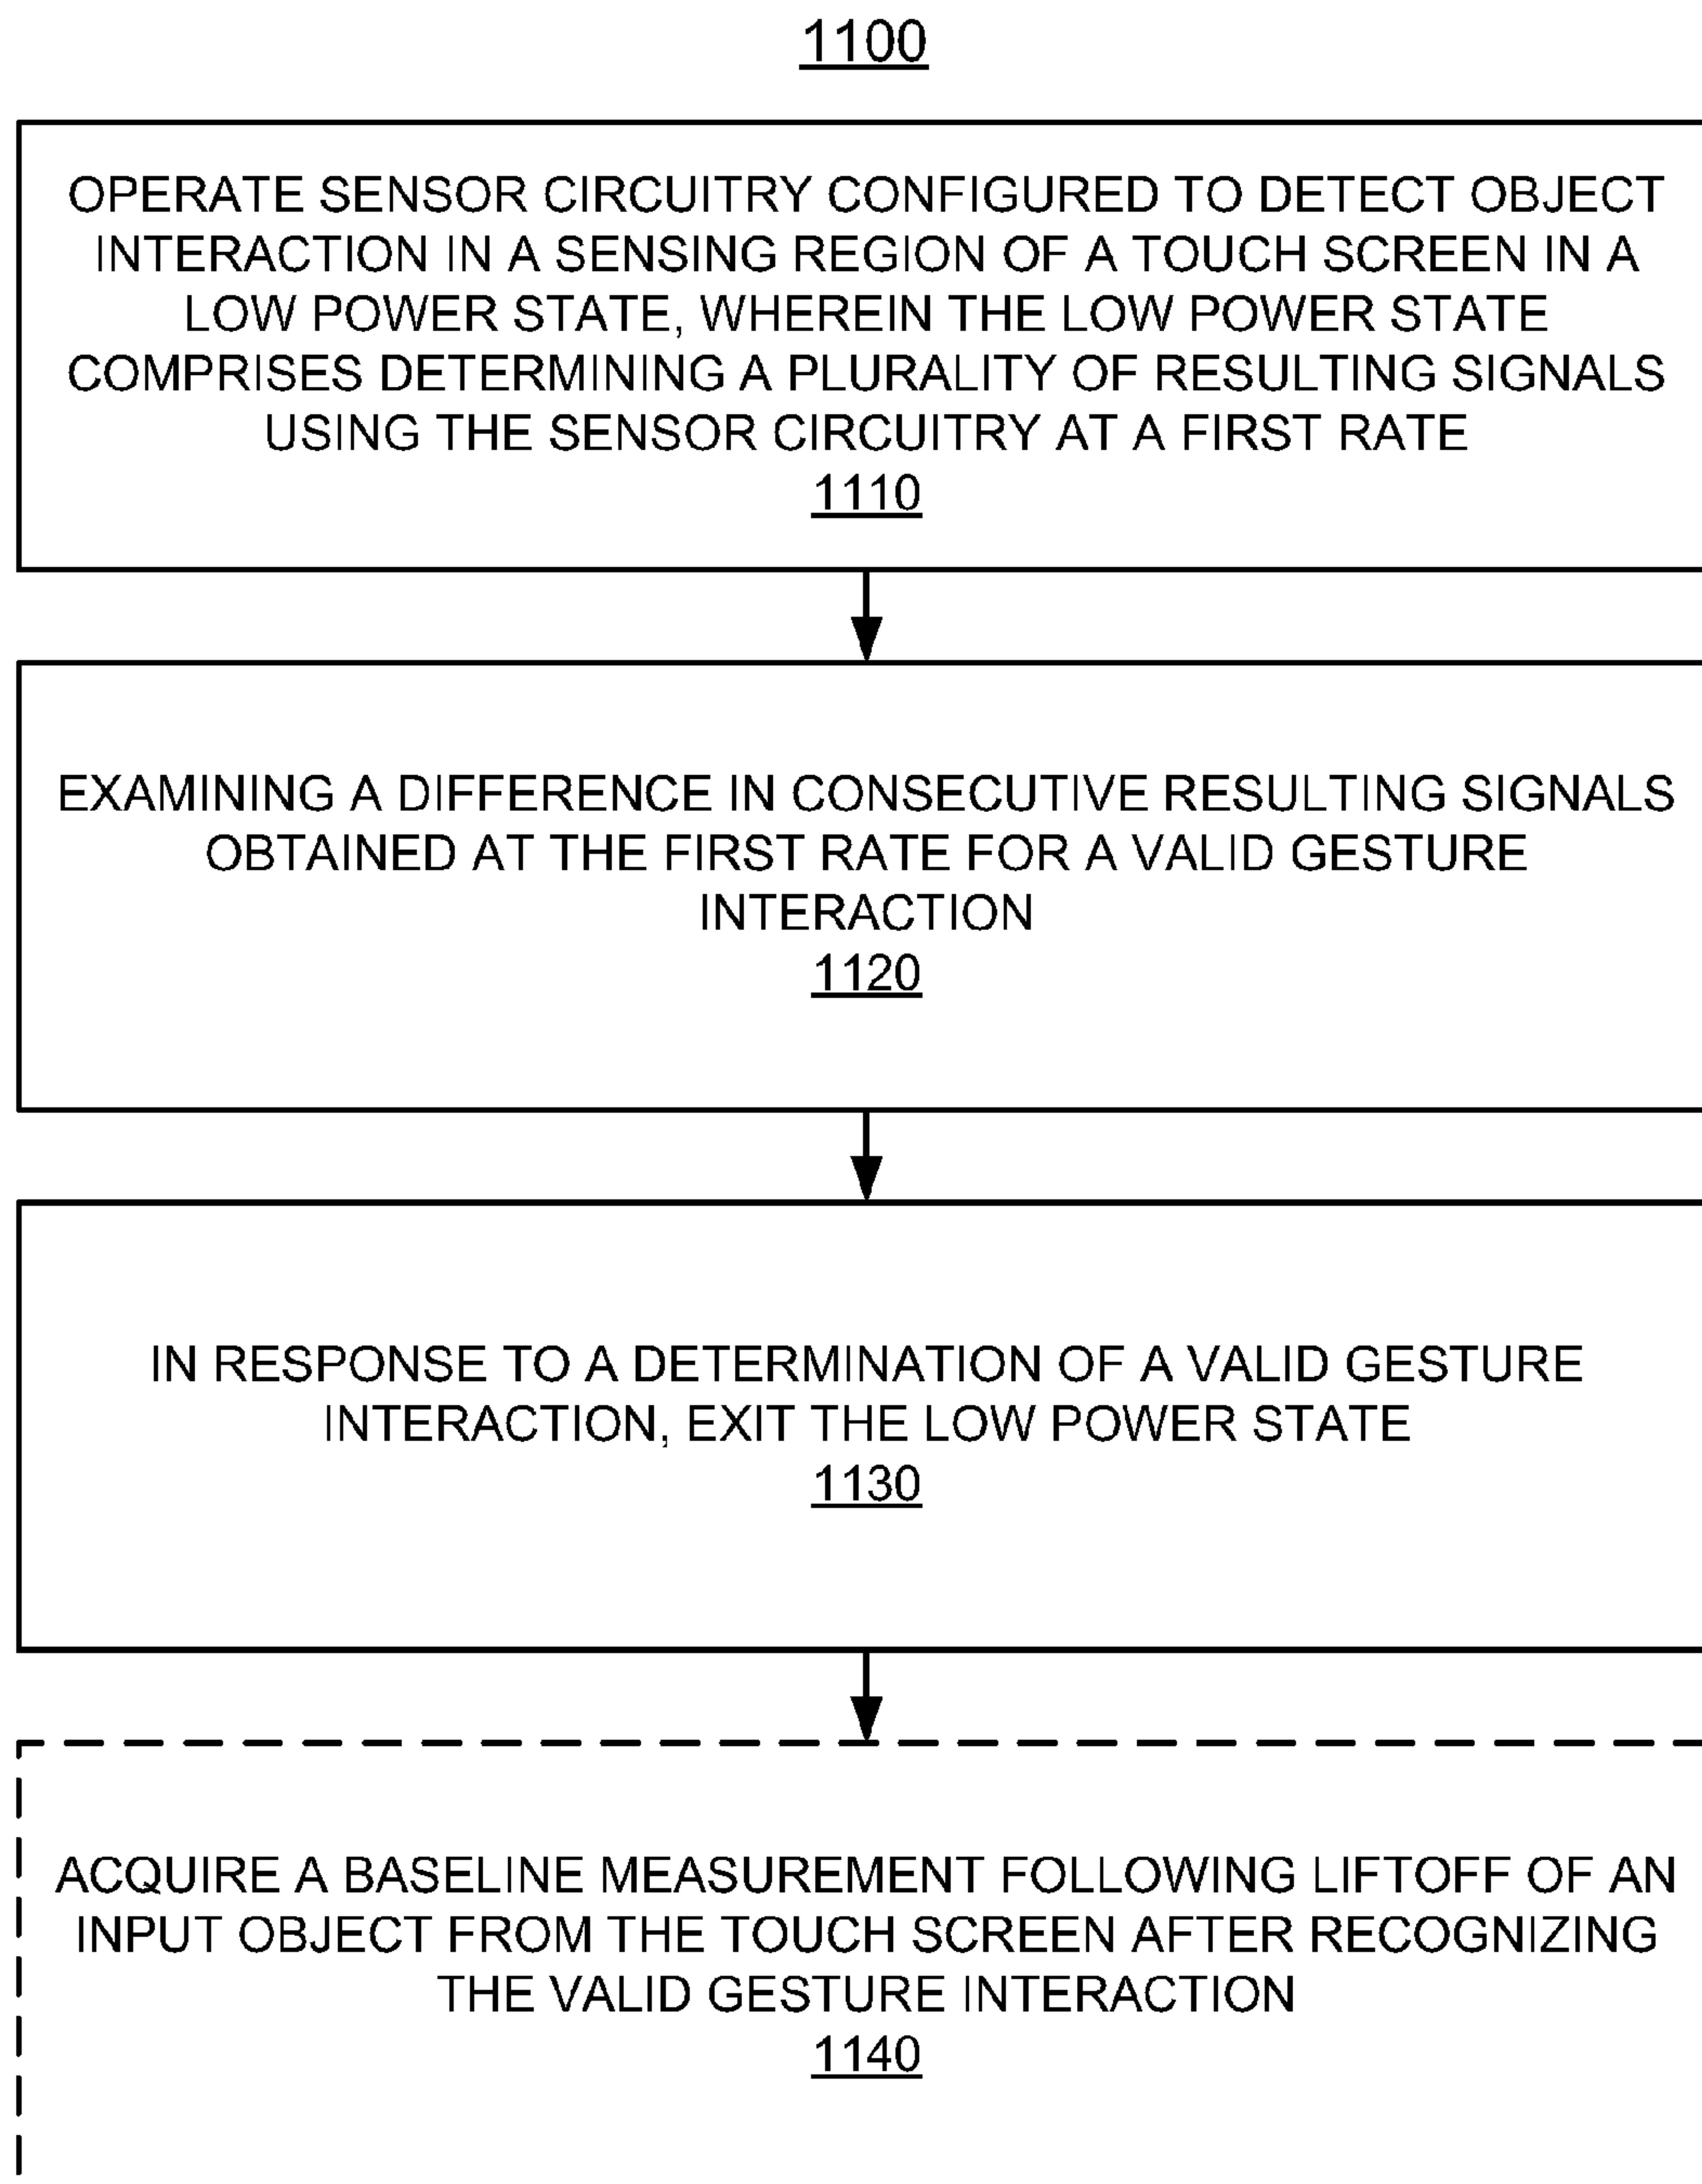 1100
OPERATE SENSOR CIRCUITRY CONFIGURED TO DETECT OBJECT
INTERACTION IN A SENSING REGION OF A TOUCH SCREEN IN A
LOW POWER STATE, WHEREIN THE LOW POWER STATE
COMPRISES DETERMINING A PLURALITY OF RESULTING SIGNALS
USING THE SENSOR CIRCUITRY AT A FIRST RATE
1110
EXAMINING A DIFFERENCE IN CONSECUTIVE RESULTING SIGNALS
OBTAINED AT THE FIRST RATE FOR A VALID GESTURE
INTERACTION
1120
IN RESPONSE TO A DETERMINATION OF A VALID GESTURE
INTERACTION, EXIT THE LOW POWER STATE
1130
ACQUIRE A BASELINE MEASUREMENT FOLLOWING LIFTOFF OF AN
INPUT OBJECT FROM THE TOUCH SCREEN AFTER RECOGNIZING
THE VALID GESTURE INTERACTION
1140